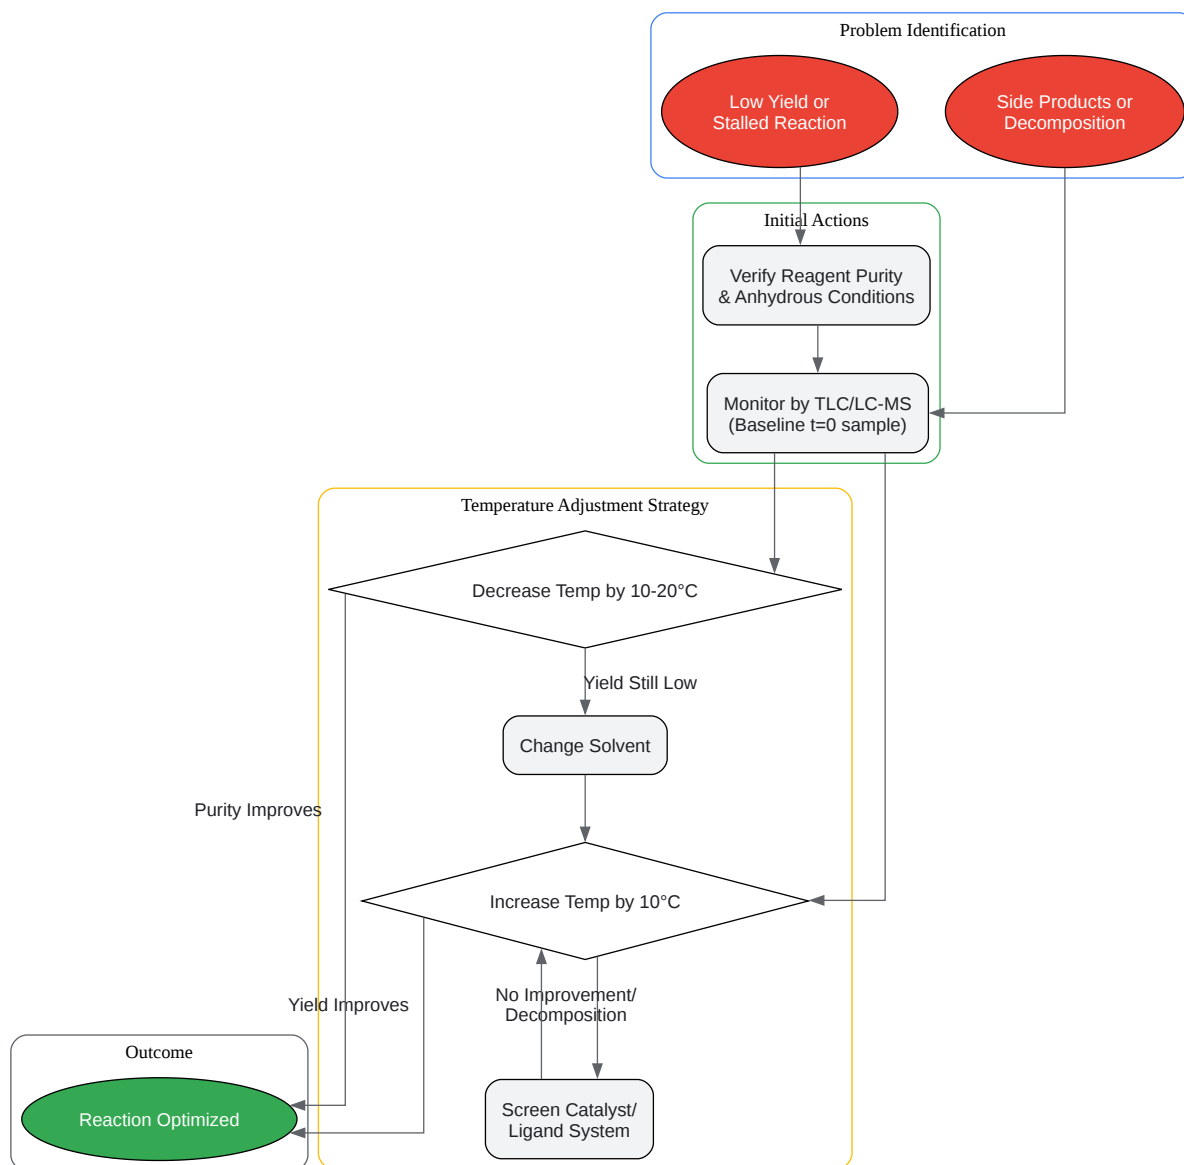 Problem Identification
Low Yield or
Stalled Reaction
Side Products or
Decomposition
Initial Actions
Verify Reagent Purity
& Anhydrous Conditions
Monitor by TLC/LC-MS
(Baseline t=0 sample)
Temperature Adjustment Strategy
Decrease Temp by 10-20°C
Yield Still Low
Change Solvent
Purity Improves
Increase Temp by 10°C
No Improvement/
Decomposition
Yield Improves
Outcome
Reaction Optimized
Screen Catalyst/
Ligand System